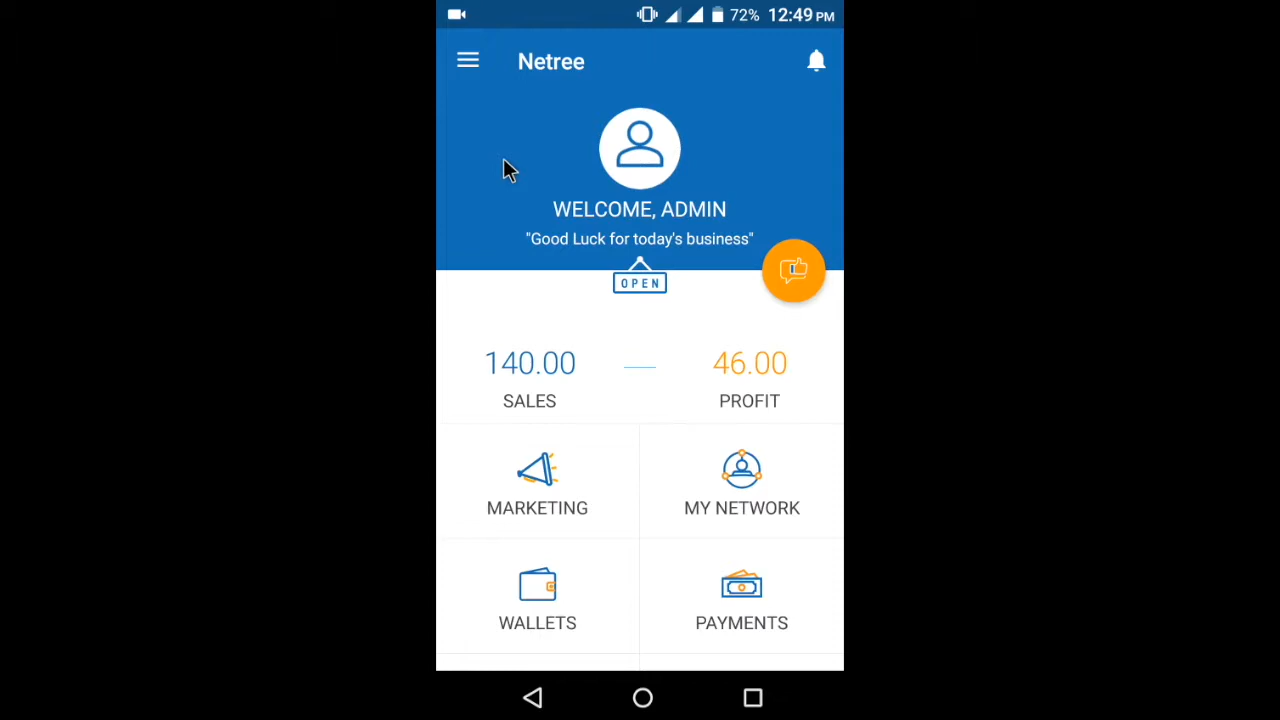 72% 12:49 PM
Netree
WELCOME, ADMIN
"Good Luck for today's business"
OPEN
140.00 46.00
SALES PROFIT
MARKETING MY NETWORK
WALLETS PAYMENTS